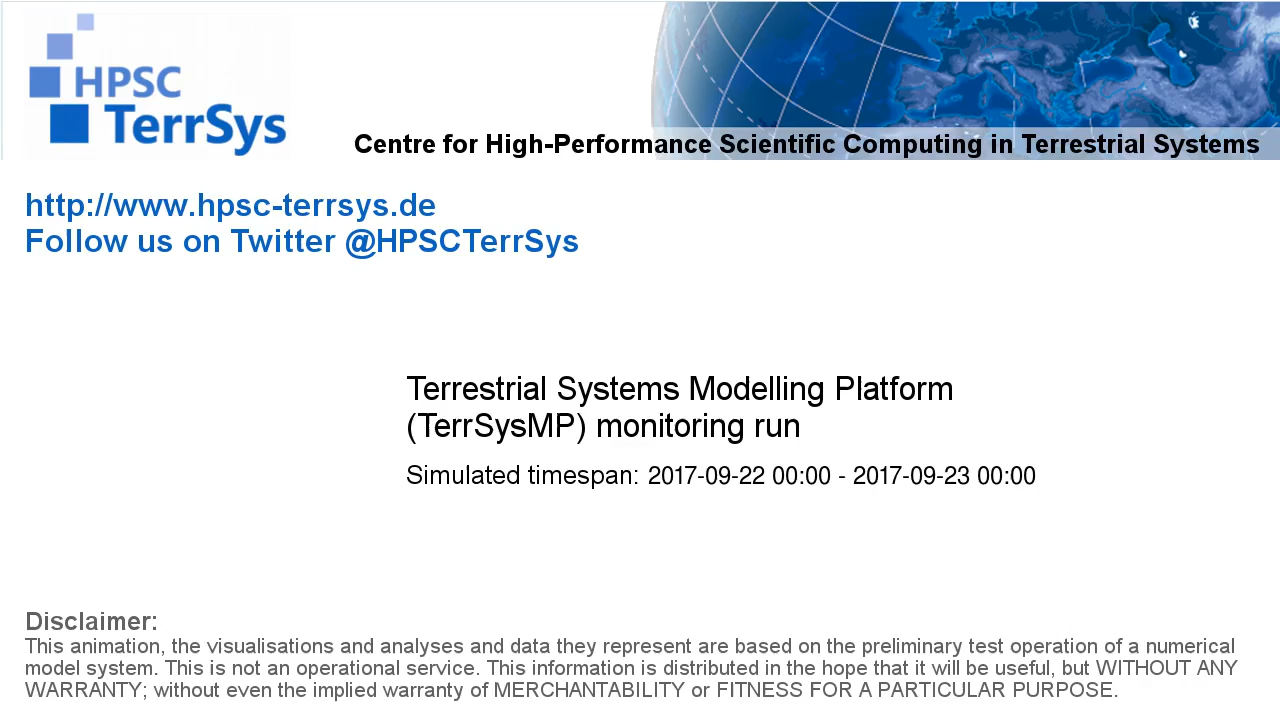 HPSC
TerrSys
Centre for High-Performance Scientific Computing in Terrestrial Systems
http://www.hpsc-terrsys.de
Follow us on Twitter @HPSCTerrSys
Terrestrial Systems Modelling Platform
(TerrSysMP) monitoring run
Simulated timespan: 2017-09-22 00:00 - 2017-09-23 00:00
Disclaimer:
This animation, the visualisations and analyses and data they represent are based on the preliminary test operation of a numerical
model system. This is not an operational service. This information is distributed in the hope that it will be useful, but WITHOUT ANY
WARRANTY; without even the implied warranty of MERCHANTABILITY or FITNESS FOR A PARTICULAR PURPOSE.